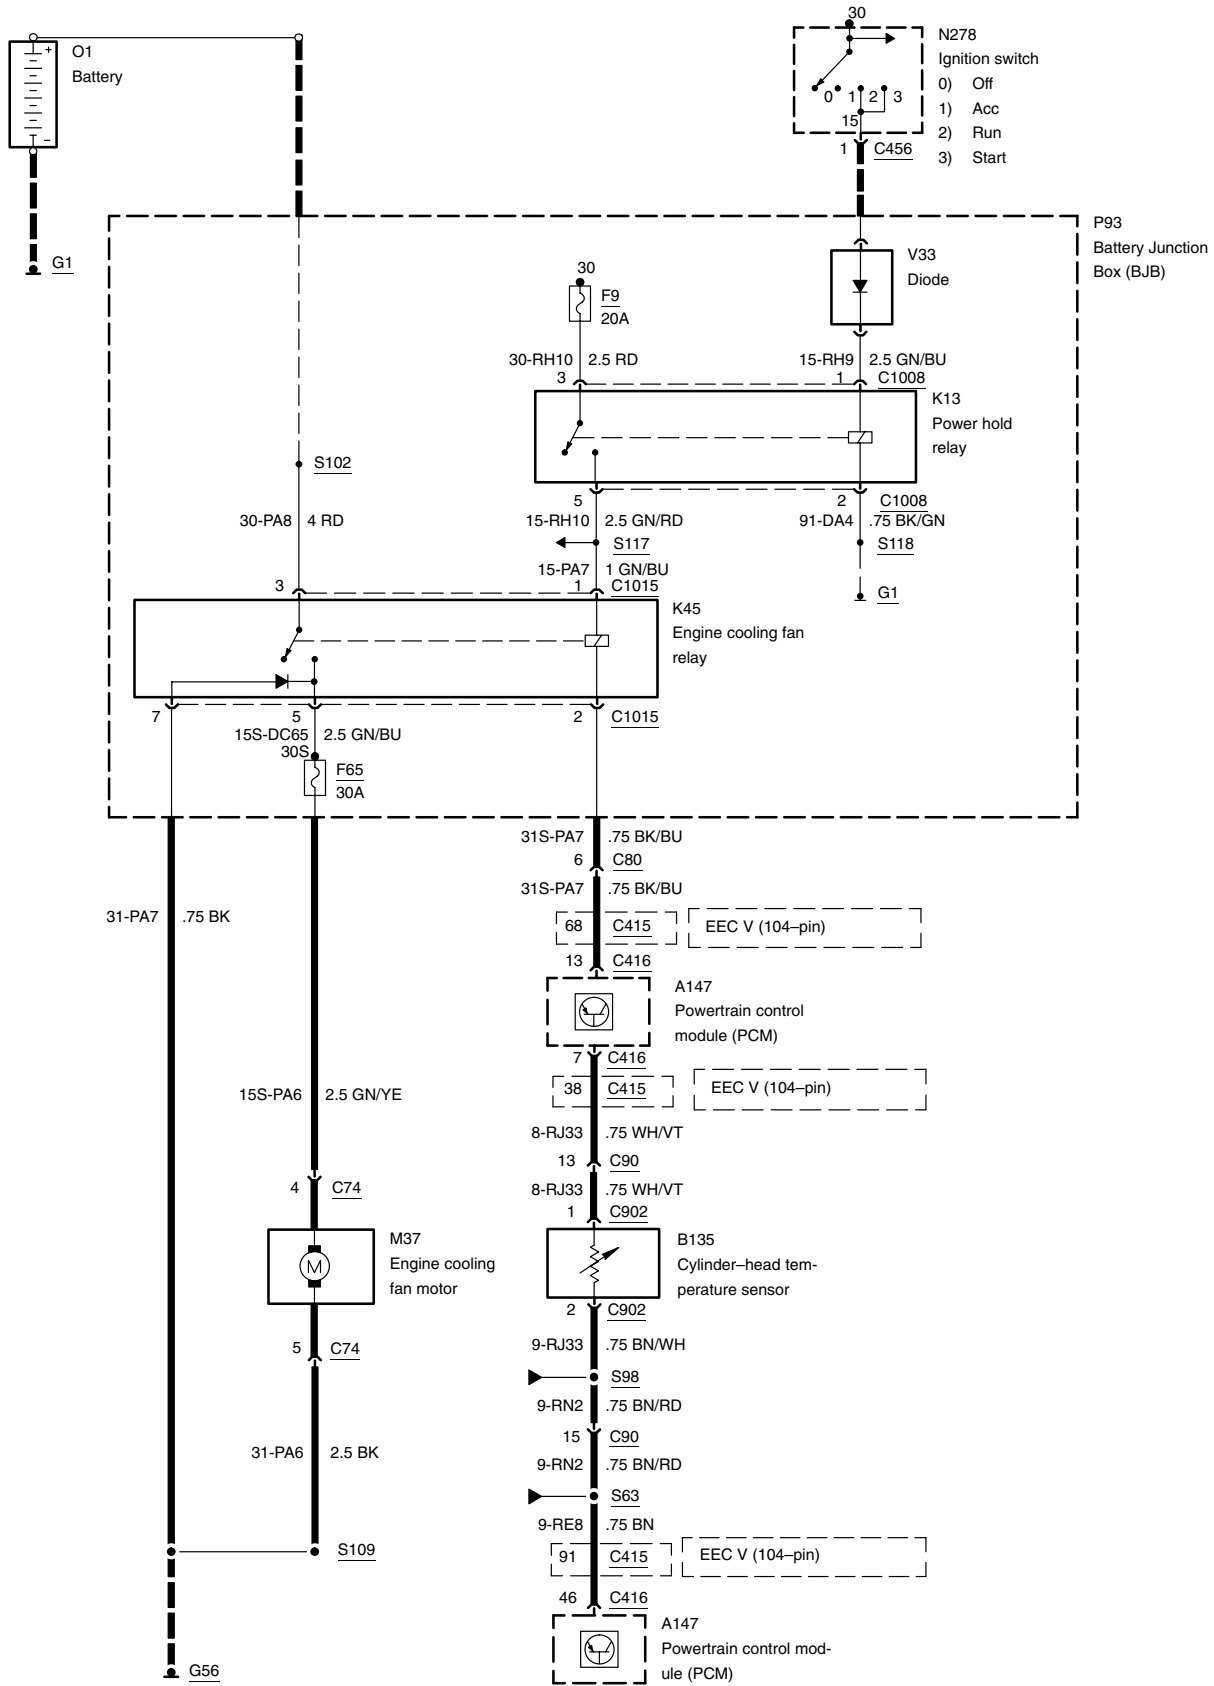 30
O1
Battery
+
–
G1
N278
Ignition switch
0) Off
1) Acc
2) Run
3) Start
0 1 2 3
15
1 C456
P93
Battery Junction
Box (BJB)
V33
Diode
30
F9
20A
30-RH10 2.5 RD
15-RH9 2.5 GN/BU
3
1 C1008
K13
Power hold
relay
S102
5
2 C1008
30-PA8 4 RD
15-RH10 2.5 GN/RD
91-DA4 .75 BK/GN
S117
S118
15-PA7 1 GN/BU
3
1 C1015
G1
K45
Engine cooling fan
relay
7
5
2 C1015
15S-DC65 2.5 GN/BU
30S
F65
30A
31S-PA7 .75 BK/BU
6 C80
31S-PA7 .75 BK/BU
31-PA7 .75 BK
68 C415 EEC V (104–pin)
13 C416
A147
Powertrain control
module (PCM)
7 C416
38 C415 EEC V (104–pin)
15S-PA6 2.5 GN/YE
8-RJ33 .75 WH/VT
13 C90
4 C74
8-RJ33 .75 WH/VT
1 C902
M37
Engine cooling
fan motor
M
B135
Cylinder–head tem-
perature sensor
2 C902
5 C74
9-RJ33 .75 BN/WH
S98
9-RN2 .75 BN/RD
15 C90
31-PA6 2.5 BK
9-RN2 .75 BN/RD
S63
9-RE8 .75 BN
S109
91 C415 EEC V (104–pin)
46 C416
A147
Powertrain control mod-
ule (PCM)
G56